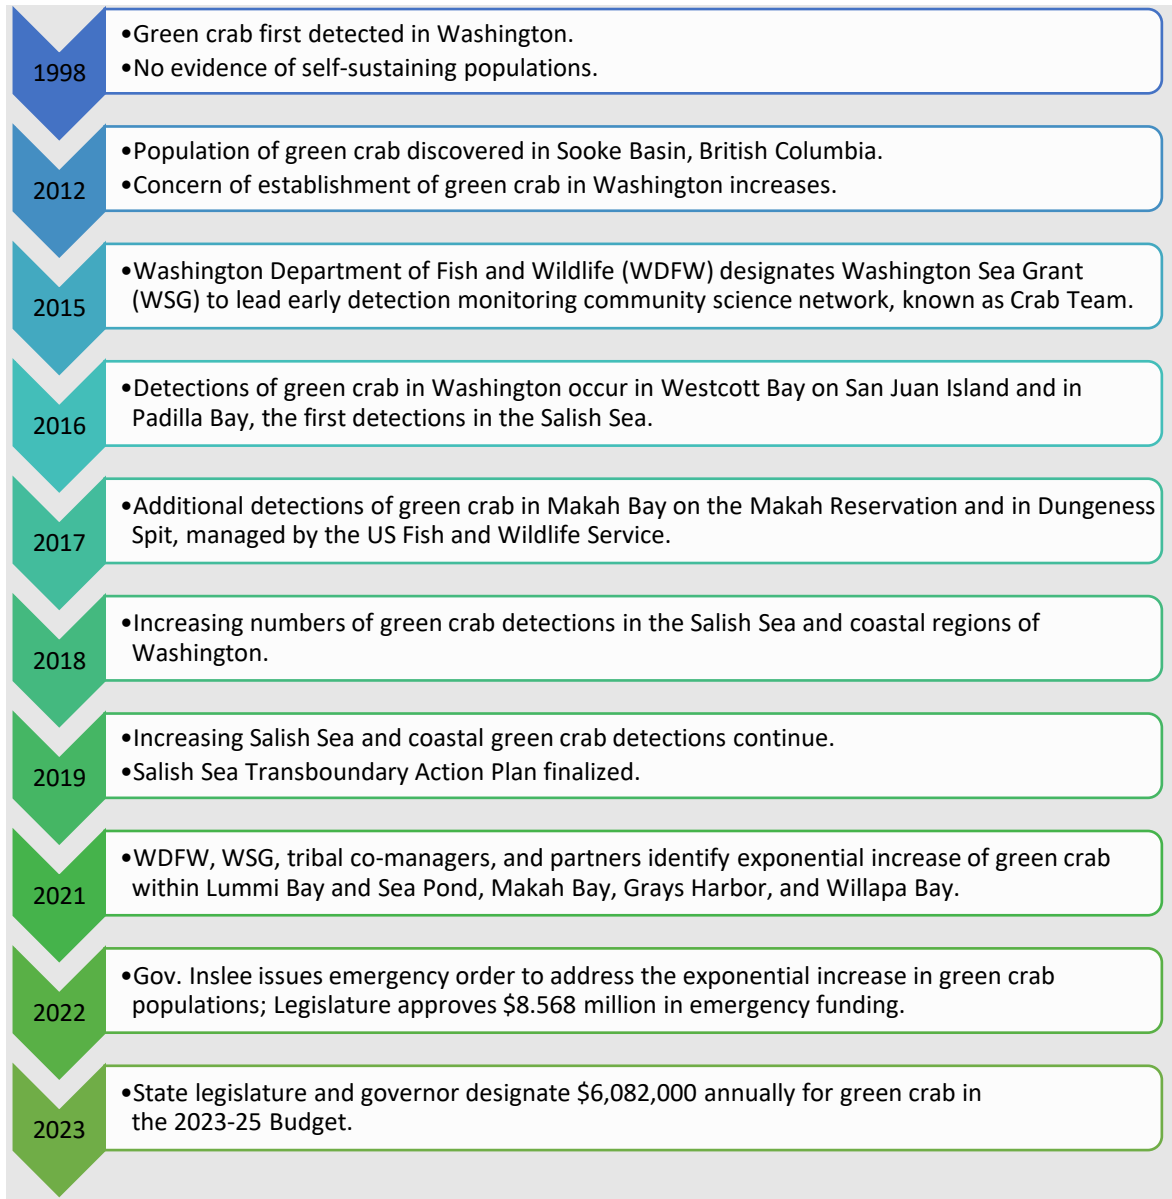 1998
•Green crab first detected in Washington.
•No evidence of self-sustaining populations.
2012
•Population of green crab discovered in Sooke Basin, British Columbia.
•Concern of establishment of green crab in Washington increases.
2015
•Washington Department of Fish and Wildlife (WDFW) designates Washington Sea Grant
(WSG) to lead early detection monitoring community science network, known as Crab Team.
2016
•Detections of green crab in Washington occur in Westcott Bay on San Juan Island and in
Padilla Bay, the first detections in the Salish Sea.
2017
•Additional detections of green crab in Makah Bay on the Makah Reservation and in Dungeness
Spit, managed by the US Fish and Wildlife Service.
2018
•Increasing numbers of green crab detections in the Salish Sea and coastal regions of
Washington.
2019
•Increasing Salish Sea and coastal green crab detections continue.
•Salish Sea Transboundary Action Plan finalized.
2021
•WDFW, WSG, tribal co-managers, and partners identify exponential increase of green crab
within Lummi Bay and Sea Pond, Makah Bay, Grays Harbor, and Willapa Bay.
2022
•Gov. Inslee issues emergency order to address the exponential increase in green crab
populations; Legislature approves $8.568 million in emergency funding.
2023
•State legislature and governor designate $6,082,000 annually for green crab in
the 2023-25 Budget.